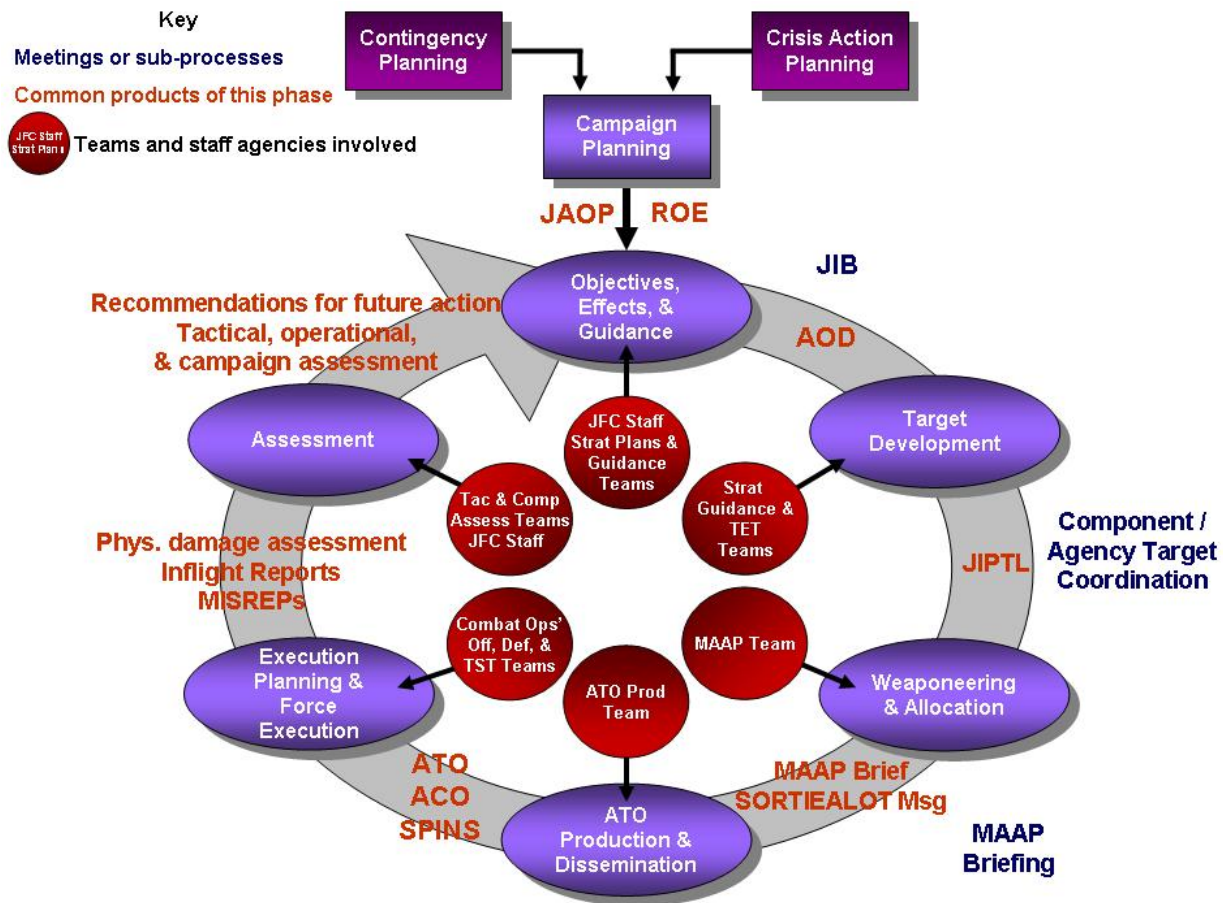 Key
Meetings or sub-processes
Common products of this phase
JFC Staff
Strat Plans
Teams and staff agencies involved
Contingency
Planning
Crisis Action
Planning
Campaign
Planning
JAOP
ROE
Objectives,
Effects, &
Guidance
JIB
AOD
Target
Development
Component /
Agency Target
Coordination
JIPTL
Weaponeering
& Allocation
MAAP Brief
SORTIEALOT Msg
MAAP
Briefing
ATO
Production &
Dissemination
ATO
ACO
SPINS
Execution
Planning &
Force
Execution
Phys. damage assessment
Inflight Reports
MISREPs
Assessment
Recommendations for future action
Tactical, operational,
& campaign assessment
JFC Staff
Strat Plans &
Guidance
Teams
Strat
Guidance &
TET
Teams
MAAP Team
ATO Prod
Team
Combat Ops'
Off, Def, &
TST Teams
Tac & Comp
Assess Teams
JFC Staff